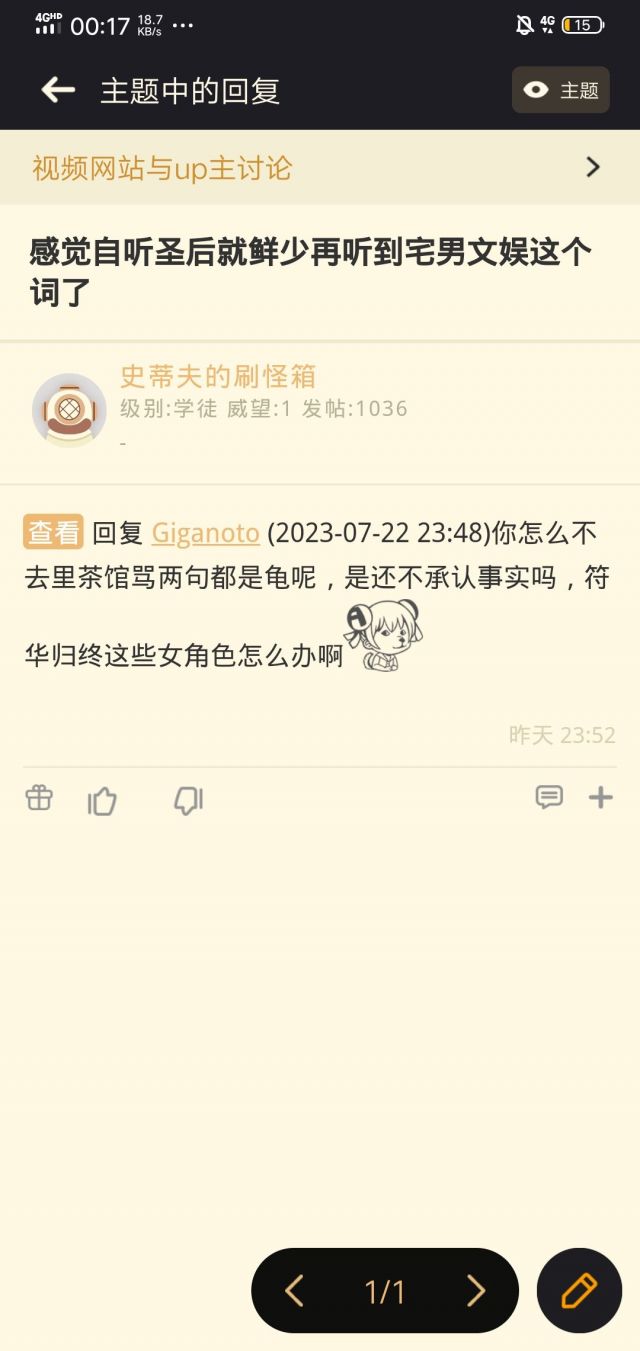 4GHD 00:17 18.7 KB/s ··· 4G 15
主题中的回复 主题
视频网站与up主讨论
感觉自听圣后就鲜少再听到宅男文娱这个
词了
史蒂夫的刷怪箱
级别:学徒 威望:1 发帖:1036
-
查看 回复 Giganoto (2023-07-22 23:48)你怎么不
去里茶馆骂两句都是龟呢，是还不承认事实吗，符
华归终这些女角色怎么办啊
昨天 23:52
1/1